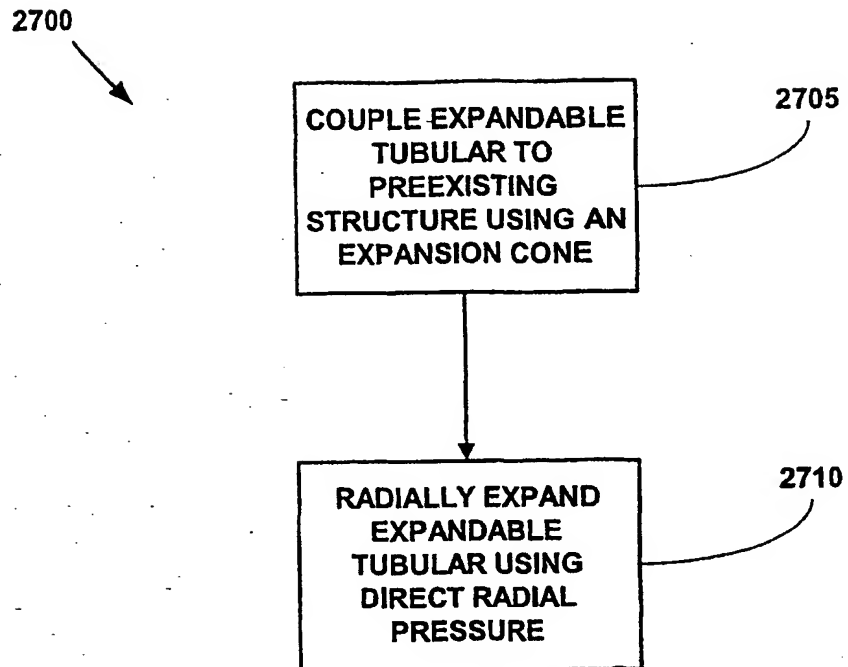 2700
COUPLE EXPANDABLE
TUBULAR TO
PREEXISTING
STRUCTURE USING AN
EXPANSION CONE
2705
RADIALLY EXPAND
EXPANDABLE
TUBULAR USING
DIRECT RADIAL
PRESSURE
2710